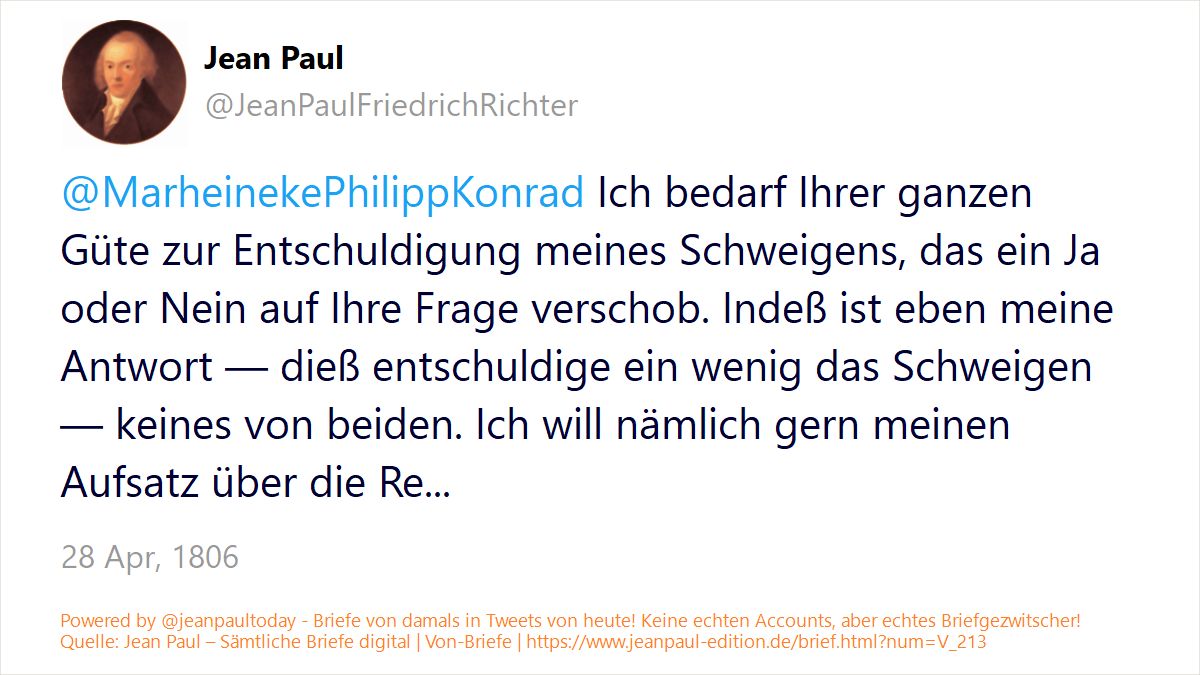 Jean Paul
@JeanPaulFriedrichRichter
@MarheinekePhilippKonrad Ich bedarf Ihrer ganzen
Güte zur Entschuldigung meines Schweigens, das ein Ja
oder Nein auf Ihre Frage verschob. Indeß ist eben meine
Antwort — dieß entschuldige ein wenig das Schweigen
— keines von beiden. Ich will nämlich gern meinen
Aufsatz über die Re...
28 Apr, 1806
Powered by @jeanpaultoday - Briefe von damals in Tweets von heute! Keine echten Accounts, aber echtes Briefgezwitscher!
Quelle: Jean Paul – Sämtliche Briefe digital | Von-Briefe | https://www.jeanpaul-edition.de/brief.html?num=V_213